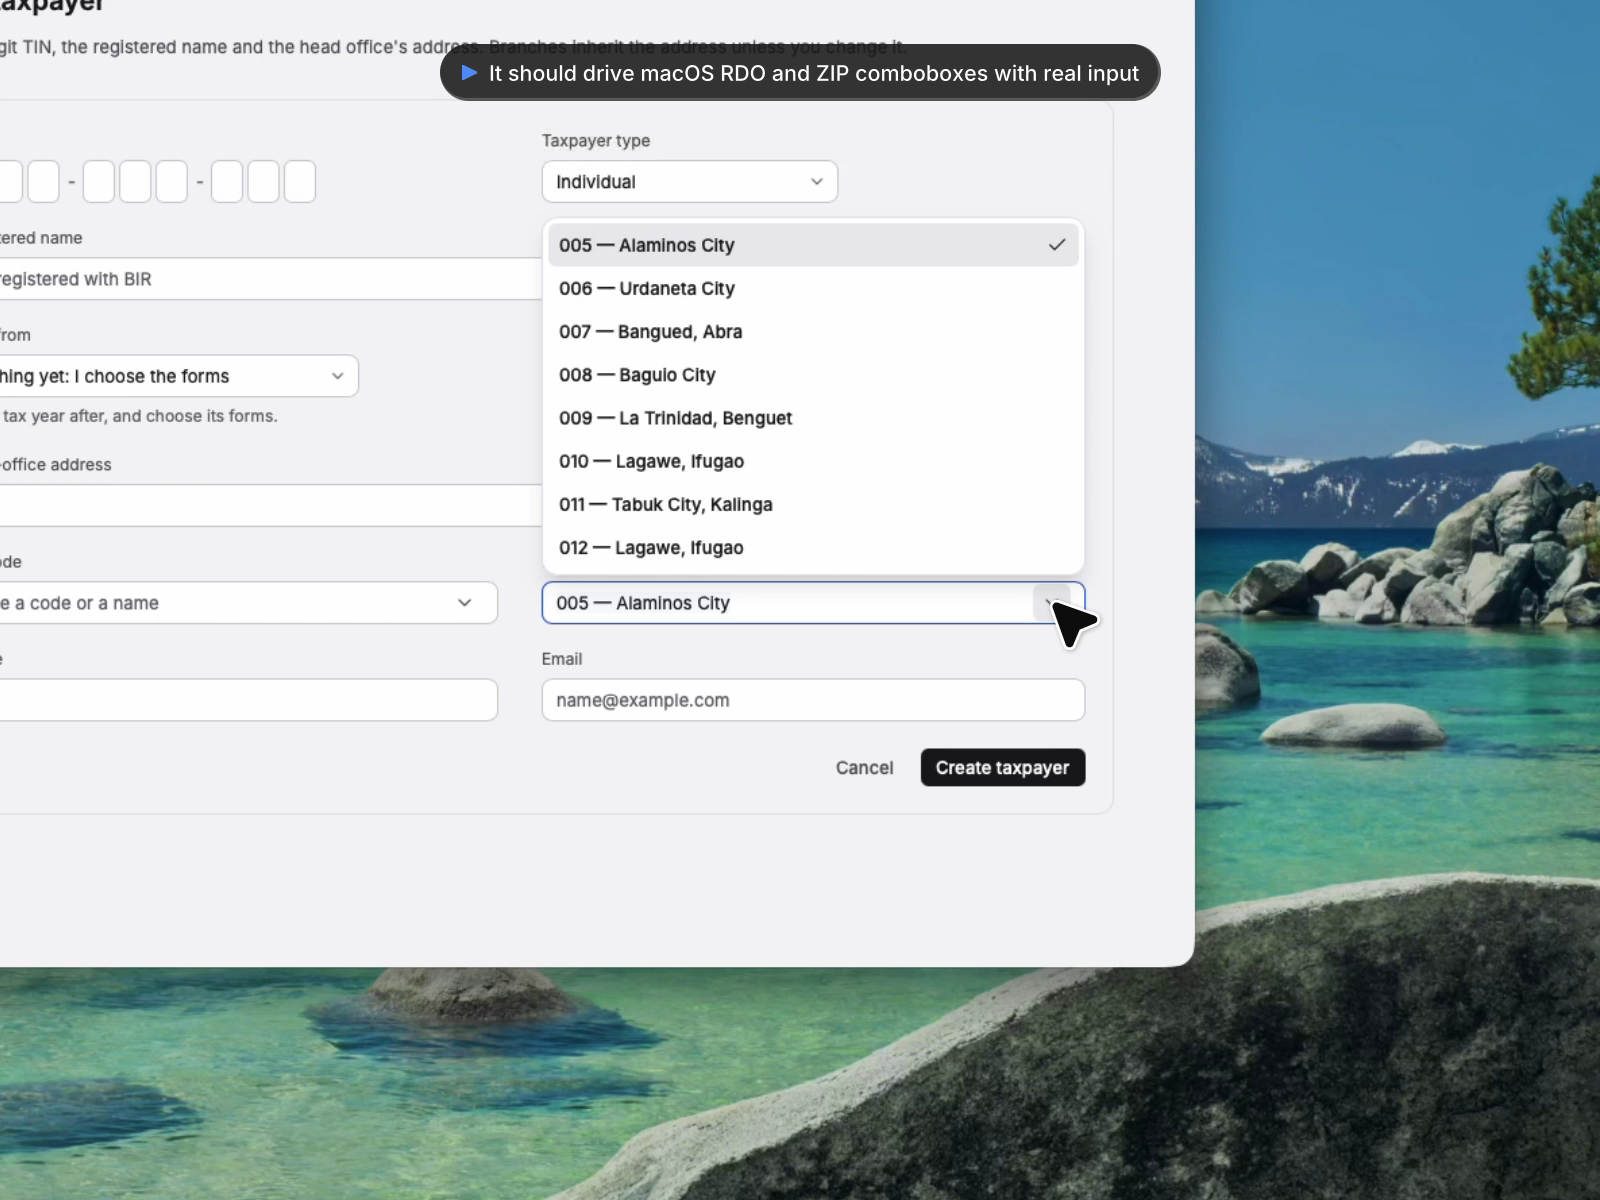 taxpayer
git TIN, the registered name and the head office's address. Branches inherit the address unless you change it.
It should drive macOS RDO and ZIP comboboxes with real input
Taxpayer type
- -
Individual
tered name
005 — Alaminos City
registered with BIR
006 — Urdaneta City
from
007 — Bangued, Abra
hing yet: I choose the forms
008 — Baguio City
tax year after, and choose its forms.
009 — La Trinidad, Benguet
-office address
010 — Lagawe, Ifugao
011 — Tabuk City, Kalinga
012 — Lagawe, Ifugao
ode
e a code or a name
005 — Alaminos City
e
Email
name@example.com
Cancel
Create taxpayer